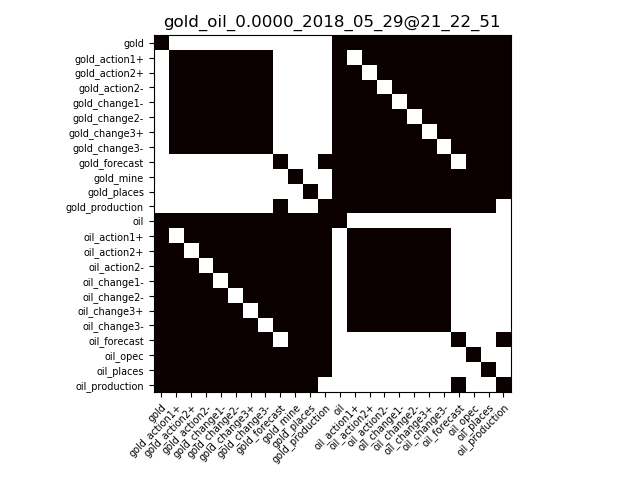 gold_oil_0.0000_2018_05_29@21_22_51
gold
gold_action1+
gold_action2+
gold_action2-
gold_change1-
gold_change2-
gold_change3+
gold_change3-
gold_forecast
gold_mine
gold_places
gold_production
oil
oil_action1+
oil_action2+
oil_action2-
oil_change1-
oil_change2-
oil_change3+
oil_change3-
oil_forecast
oil_opec
oil_places
oil_production
gold
gold_action1+
gold_action2+
gold_action2-
gold_change1-
gold_change2-
gold_change3+
gold_change3-
gold_forecast
gold_mine
gold_places
gold_production
oil
oil_action1+
oil_action2+
oil_action2-
oil_change1-
oil_change2-
oil_change3+
oil_change3-
oil_forecast
oil_opec
oil_places
oil_production